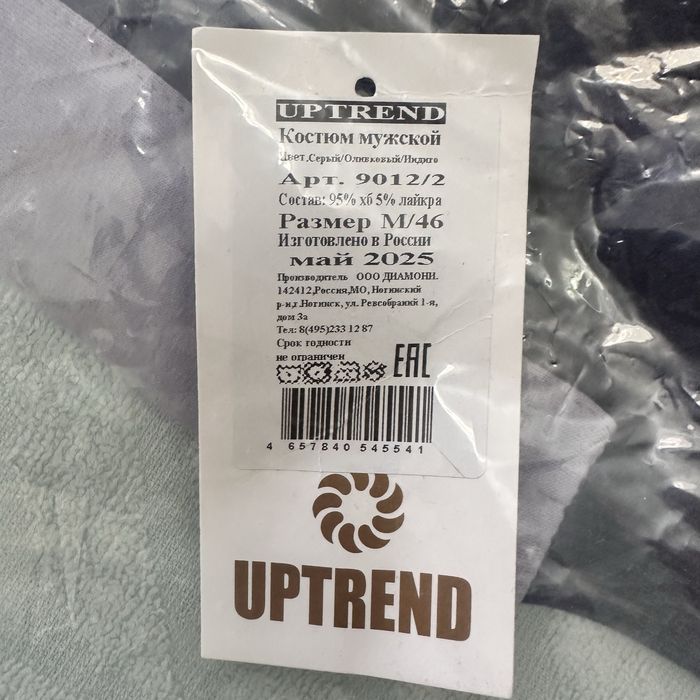 UPTREND
Костюм мужской
Цвет,Серый/Оливковый/Индиго
Арт. 9012/2
Состав: 95% хб 5% лайкра
Размер M/46
Изготовлено в России
май 2025
Производитель ООО ДИАМОНИ.
142412,Россия,МО, Ногинский
р-н,г.Ногинск, ул. Ревсобраний 1-я,
дом 3а
Тел: 8(495)233 12 87
Срок годности
не ограничен
EAC
4 657840 545541
UPTREND